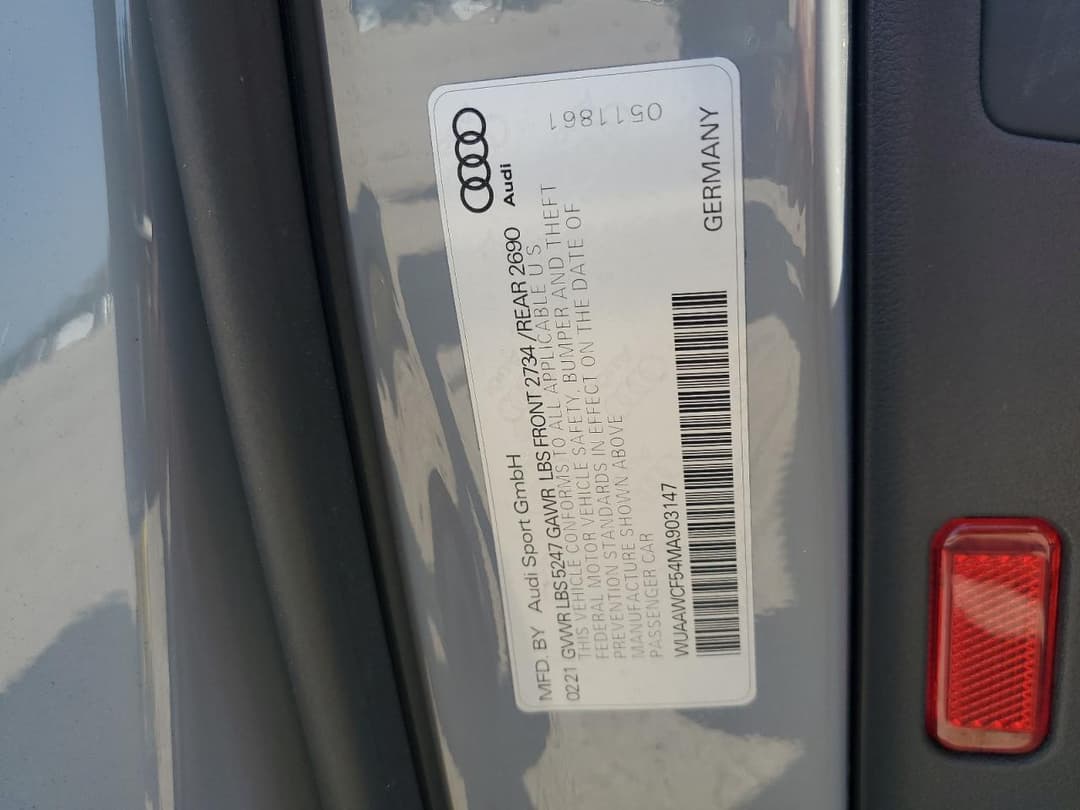 MFD. BY Audi Sport GmbH
Audi
0221 GVWR LBS 5247 GAWR LBS FRONT 2734 /REAR 2690
THIS VEHICLE CONFORMS TO ALL APPLICABLE U S
FEDERAL MOTOR VEHICLE SAFETY, BUMPER AND THEFT
PREVENTION STANDARDS IN EFFECT ON THE DATE OF
MANUFACTURE SHOWN ABOVE
PASSENGER CAR
WUAAWCF54MA903147
GERMANY
0511861